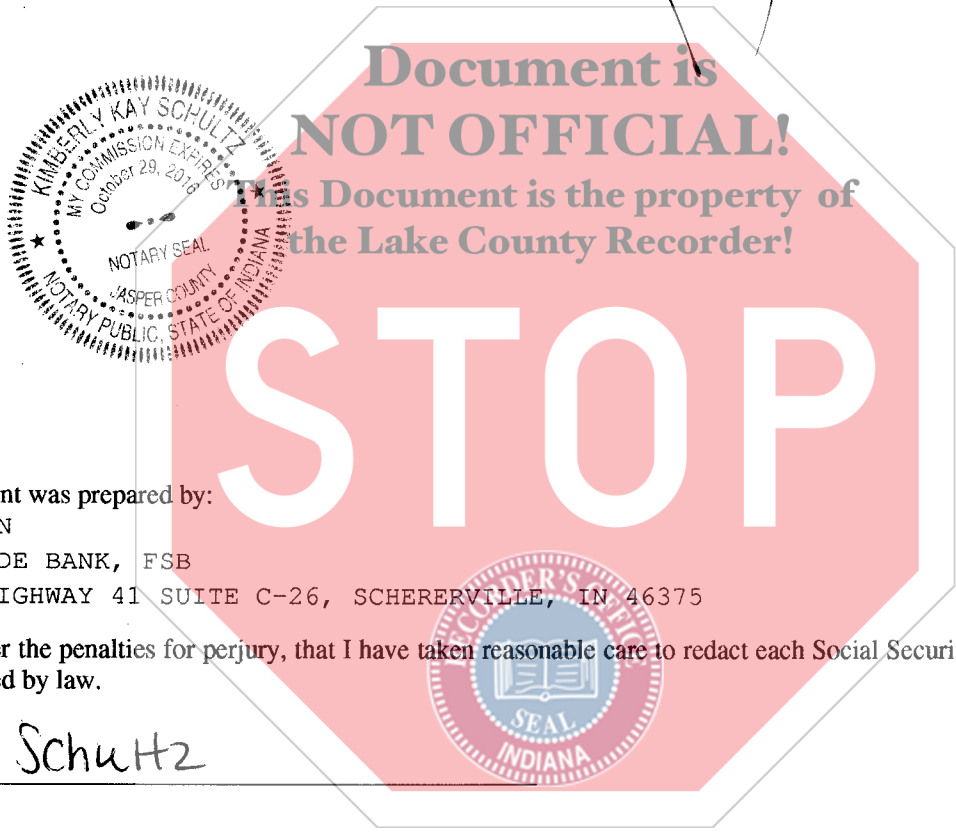 Document is
NOT OFFICIAL!
This Document is the property of
the Lake County Recorder!
KIMBERLY KAY SCHULTZ
MY COMMISSION EXPIRES
October 29, 2016
NOTARY SEAL
JASPER COUNTY
NOTARY PUBLIC, STATE OF INDIANA
STOP
nt was prepared by:
N
DE BANK, FSB
IGHWAY 41 SUITE C-26, SCHERERVILLE, IN 46375
RECORDER'S OFFICE
er the penalties for perjury, that I have taken reasonable care to redact each Social Securi
ed by law.
SEAL
INDIANA
Schultz